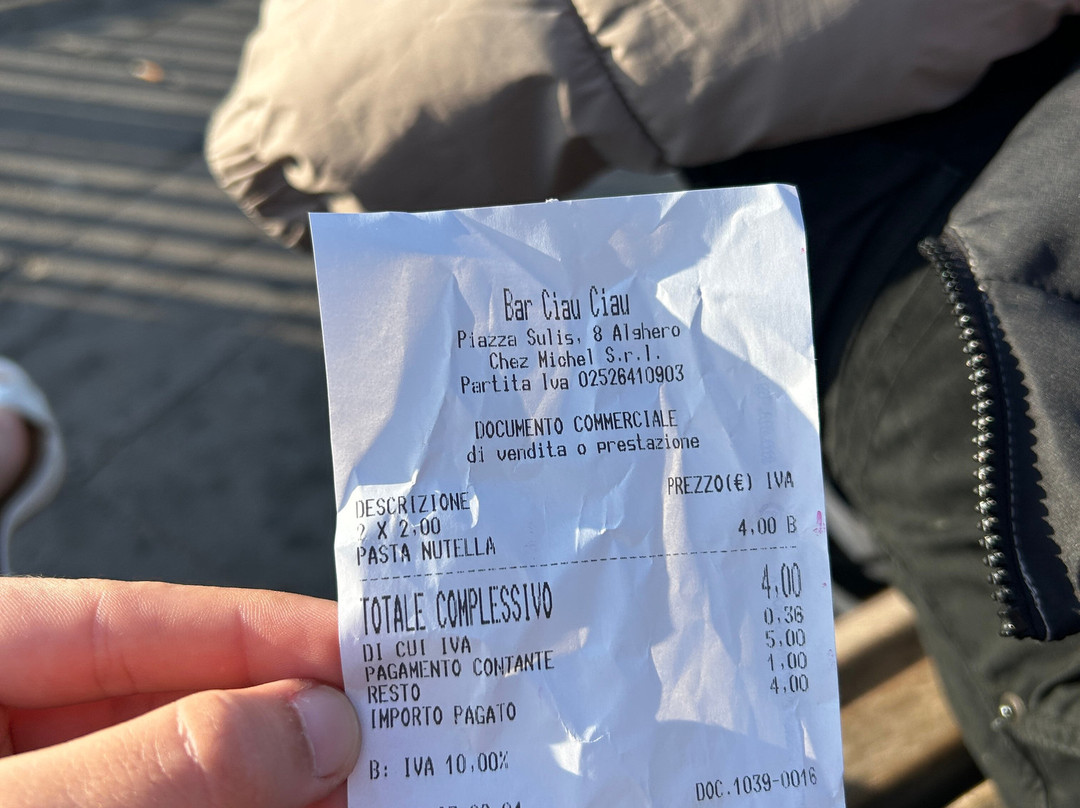 Bar Ciau Ciau
Piazza Sulis, 8 Alghero
Chez Michel S.r.l.
Partita Iva 02526410903
DOCUMENTO COMMERCIALE
di vendita o prestazione
DESCRIZIONE PREZZO(€) IVA
2 X 2,00 4,00 B
PASTA NUTELLA
TOTALE COMPLESSIVO 4,00
DI CUI IVA 0,36
PAGAMENTO CONTANTE 5,00
RESTO 1,00
IMPORTO PAGATO 4,00
B: IVA 10,00%
DOC.1039-0016